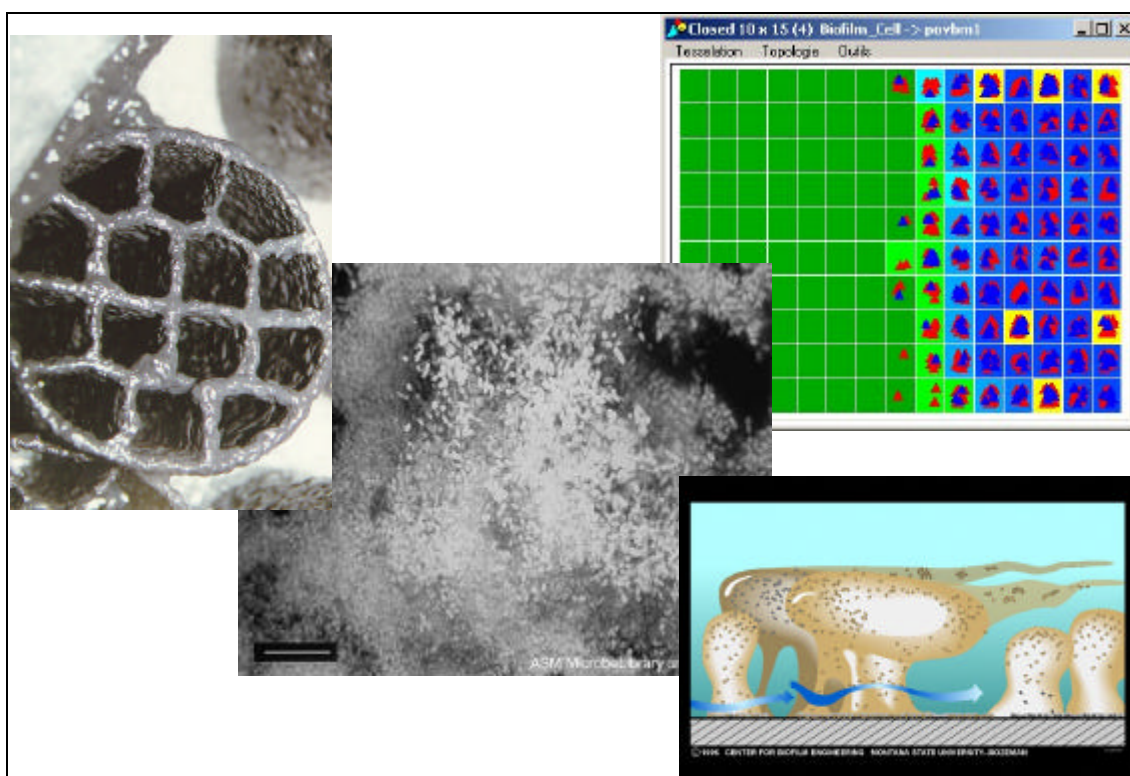 Closed 10 x 15 (4) Biofilm_Cell -> povbm1
Tesselation Topologie Outils
ASM MicrobeLibrary
©1996 CENTER FOR BIOFILM ENGINEERING MONTANA STATE UNIVERSITY-BOZEMAN